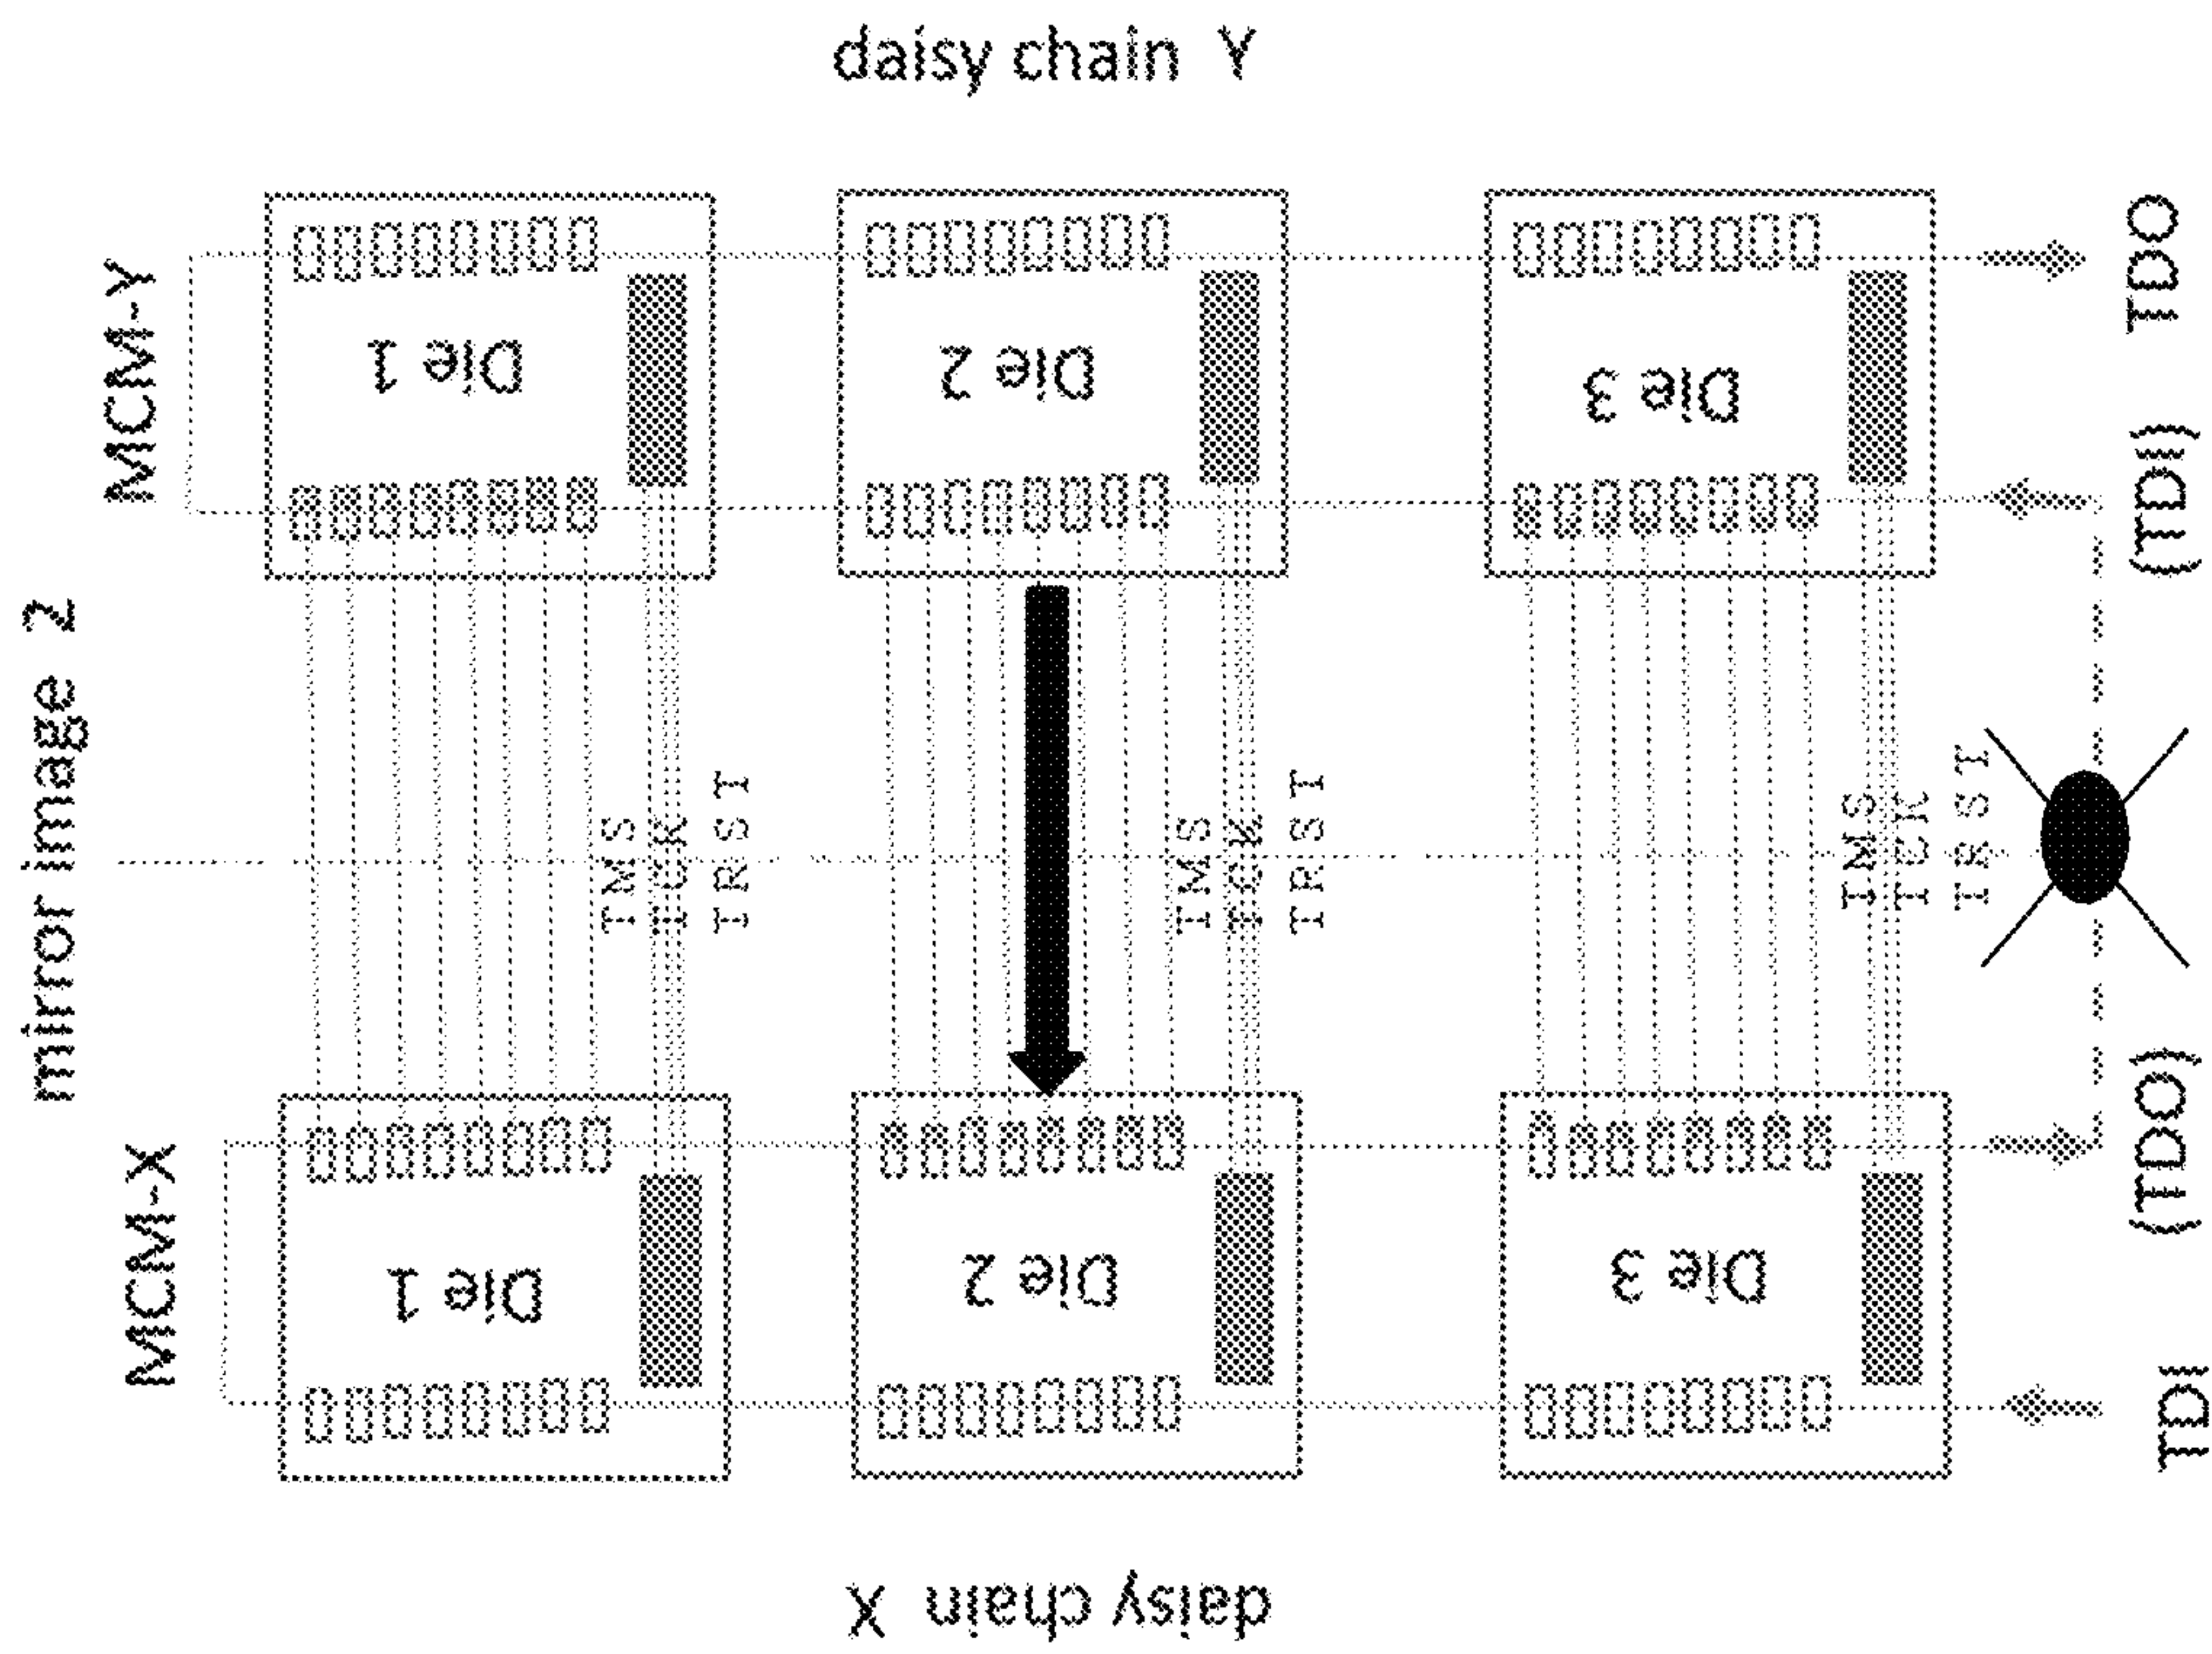 daisy chain Y
mirror image 2
MCM-Y
Die 1
Die 2
Die 3
TDO
(TDI)
TMS
TCK
TRST
TMS
TCK
TRST
TMS
TCK
TRST
MCM-X
Die 1
Die 2
Die 3
(TDO)
TDI
daisy chain X